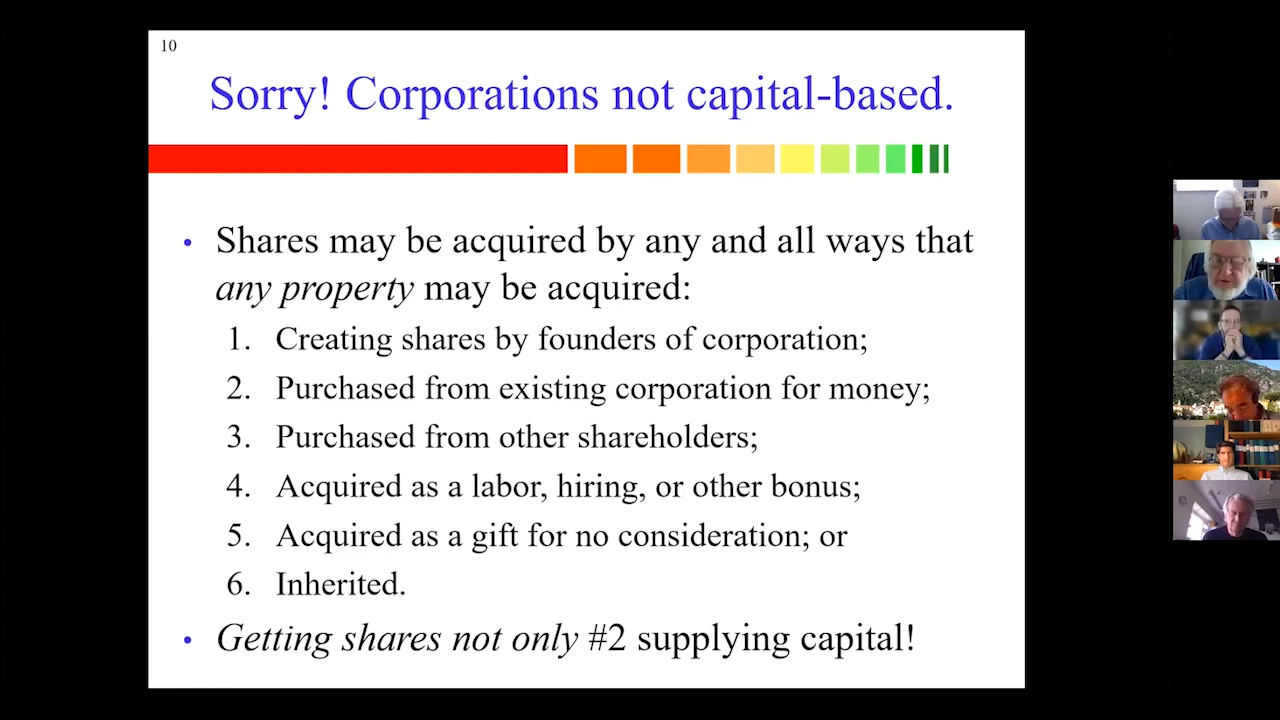 10
Sorry! Corporations not capital-based.
• Shares may be acquired by any and all ways that
any property may be acquired:
1. Creating shares by founders of corporation;
2. Purchased from existing corporation for money;
3. Purchased from other shareholders;
4. Acquired as a labor, hiring, or other bonus;
5. Acquired as a gift for no consideration; or
6. Inherited.
• Getting shares not only #2 supplying capital!